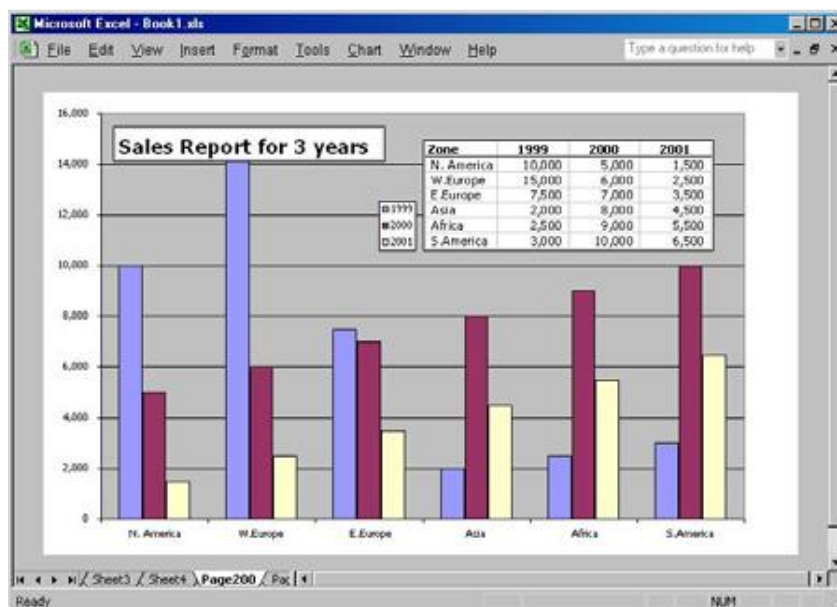 Microsoft Excel - Book1.xls
File Edit View Insert Format Tools Chart Window Help Type a question for help
16,000
Sales Report for 3 years
Zone 1999 2000 2001
N. America 10,000 5,000 1,500
W.Europe 15,000 6,000 2,500
E.Europe 7,500 7,000 3,500
Asia 2,000 8,000 4,500
Africa 2,500 9,000 5,500
S.America 3,000 10,000 6,500
1999
2000
2001
14,000
12,000
10,000
8,000
6,000
4,000
2,000
0
N. America W.Europe E.Europe Asia Africa S.America
Sheet3 Sheet4 Page200 Pag
Ready NUM